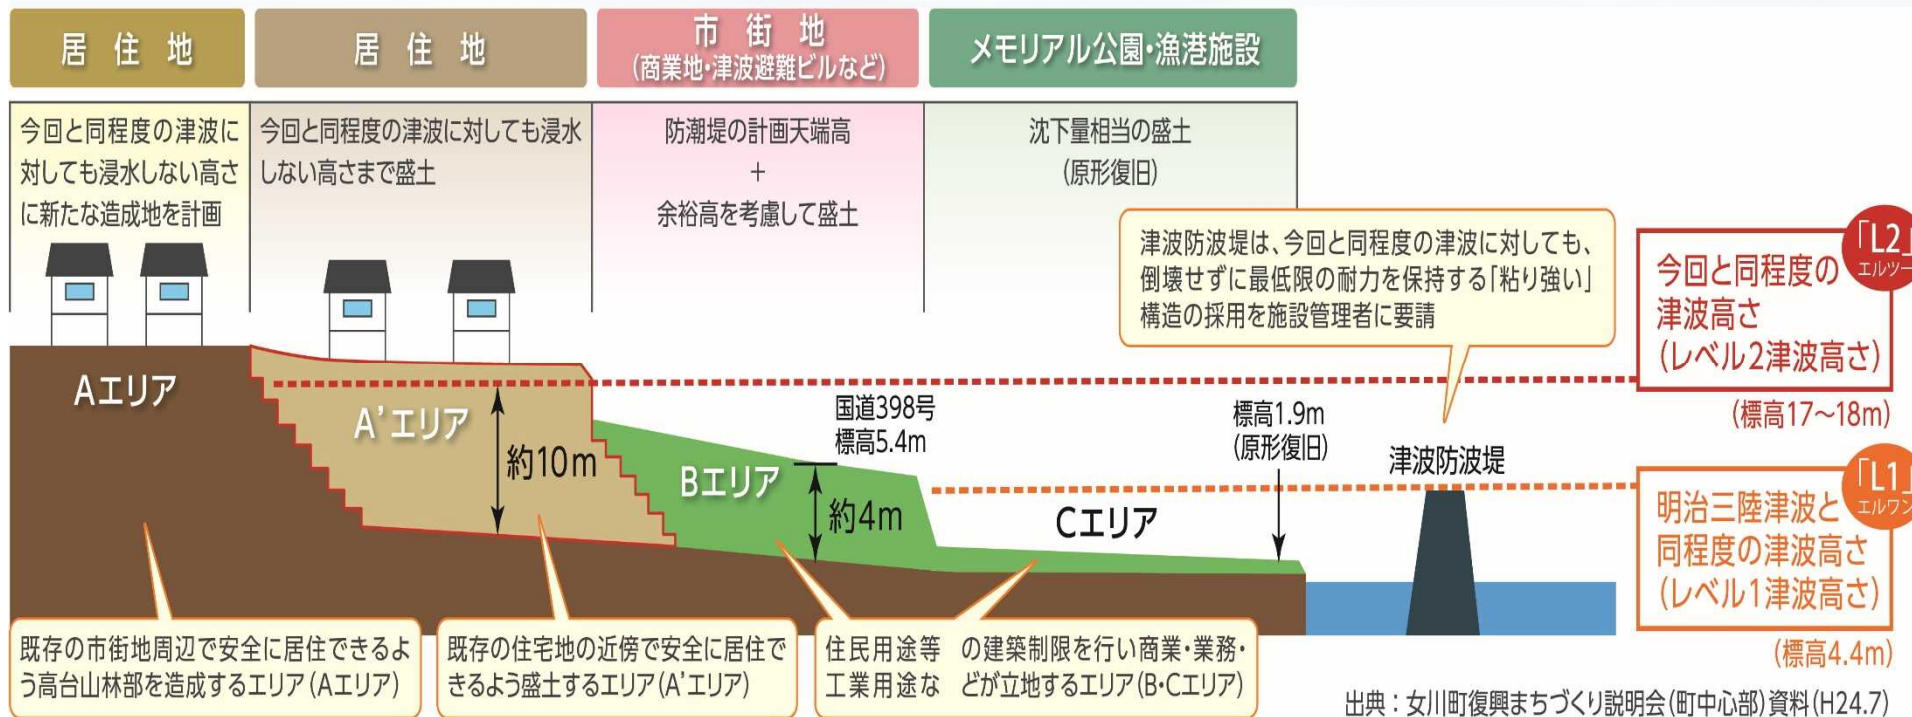 居住地
居住地
市街地
(商業地・津波避難ビルなど)
メモリアル公園・漁港施設
今回と同程度の津波に
対しても浸水しない高さ
に新たな造成地を計画
今回と同程度の津波に対しても浸水
しない高さまで盛土
防潮堤の計画天端高
+
余裕高を考慮して盛土
沈下量相当の盛土
(原形復旧)
津波防波堤は、今回と同程度の津波に対しても、
倒壊せずに最低限の耐力を保持する「粘り強い」
構造の採用を施設管理者に要請
「L2」
エルツー
今回と同程度の
津波高さ
(レベル2津波高さ)
(標高17〜18m)
Aエリア
A'エリア
約10m
Bエリア
国道398号
標高5.4m
約4m
Cエリア
標高1.9m
(原形復旧)
津波防波堤
「L1」
エルワン
明治三陸津波と
同程度の津波高さ
(レベル1津波高さ)
(標高4.4m)
既存の市街地周辺で安全に居住できるよ
う高台山林部を造成するエリア(Aエリア)
既存の住宅地の近傍で安全に居住で
きるよう盛土するエリア(A'エリア)
住民用途等 の建築制限を行い商業・業務・
工業用途な どが立地するエリア(B・Cエリア)
出典：女川町復興まちづくり説明会(町中心部)資料(H24.7)